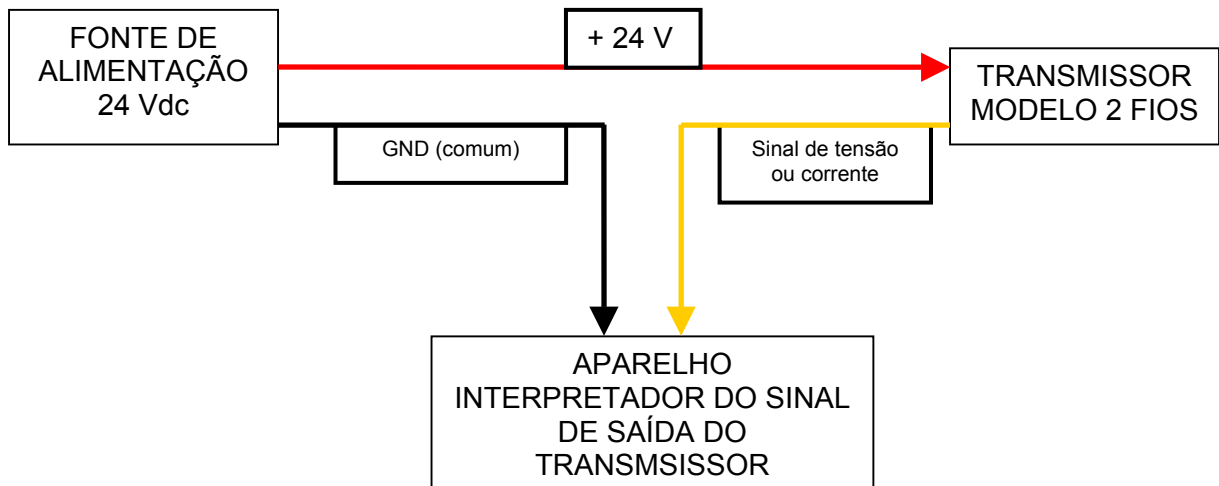 FONTE DE
ALIMENTAÇÃO
24 Vdc
+ 24 V
TRANSMISSOR
MODELO 2 FIOS
GND (comum)
Sinal de tensão
ou corrente
APARELHO
INTERPRETADOR DO SINAL
DE SAÍDA DO
TRANSMSISSOR